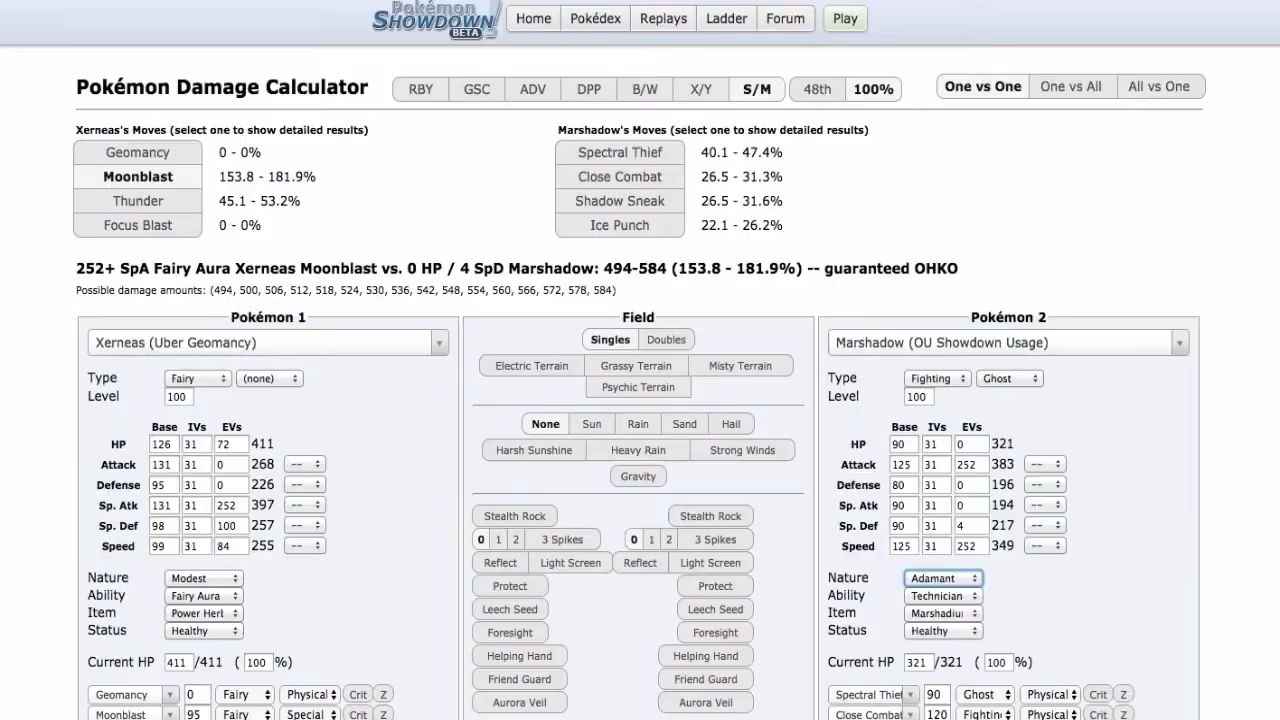 Pokémon
SHOWDOWN!
BETA
Home Pokédex Replays Ladder Forum Play
Pokémon Damage Calculator RBY GSC ADV DPP B/W X/Y S/M 48th 100% One vs One One vs All All vs One
Xerneas's Moves (select one to show detailed results) Marshadow's Moves (select one to show detailed results)
Geomancy 0 - 0% Spectral Thief 40.1 - 47.4%
Moonblast 153.8 - 181.9% Close Combat 26.5 - 31.3%
Thunder 45.1 - 53.2% Shadow Sneak 26.5 - 31.6%
Focus Blast 0 - 0% Ice Punch 22.1 - 26.2%
252+ SpA Fairy Aura Xerneas Moonblast vs. 0 HP / 4 SpD Marshadow: 494-584 (153.8 - 181.9%) -- guaranteed OHKO
Possible damage amounts: (494, 500, 506, 512, 518, 524, 530, 536, 542, 548, 554, 560, 566, 572, 578, 584)
Pokémon 1
Xerneas (Uber Geomancy)
Type Fairy (none)
Level 100
Base IVs EVs
HP 126 31 72 411
Attack 131 31 0 268 --
Defense 95 31 0 226 --
Sp. Atk 131 31 252 397 --
Sp. Def 98 31 100 257 --
Speed 99 31 84 255 --
Nature Modest
Ability Fairy Aura
Item Power Herl
Status Healthy
Current HP 411 /411 ( 100 %)
Geomancy 0 Fairy Physical Crit Z
Moonblast 95 Fairy Special Crit Z
Field
Singles Doubles
Electric Terrain Grassy Terrain Misty Terrain
Psychic Terrain
None Sun Rain Sand Hail
Harsh Sunshine Heavy Rain Strong Winds
Gravity
Stealth Rock Stealth Rock
0 1 2 3 Spikes 0 1 2 3 Spikes
Reflect Light Screen Reflect Light Screen
Protect Protect
Leech Seed Leech Seed
Foresight Foresight
Helping Hand Helping Hand
Friend Guard Friend Guard
Aurora Veil Aurora Veil
Pokémon 2
Marshadow (OU Showdown Usage)
Type Fighting Ghost
Level 100
Base IVs EVs
HP 90 31 0 321
Attack 125 31 252 383 --
Defense 80 31 0 196 --
Sp. Atk 90 31 0 194 --
Sp. Def 90 31 4 217 --
Speed 125 31 252 349 --
Nature Adamant
Ability Technician
Item Marshadiu
Status Healthy
Current HP 321 /321 ( 100 %)
Spectral Thief 90 Ghost Physical Crit Z
Close Combat 120 Fighting Physical Crit Z